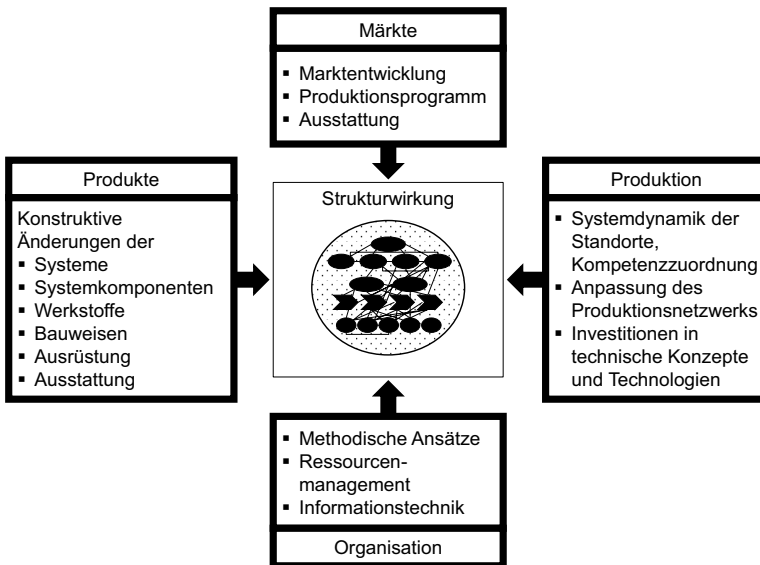 Märkte
▪ Marktentwicklung
▪ Produktionsprogramm
▪ Ausstattung
Produkte
Konstruktive
Änderungen der
▪ Systeme
▪ Systemkomponenten
▪ Werkstoffe
▪ Bauweisen
▪ Ausrüstung
▪ Ausstattung
Strukturwirkung
Produktion
▪ Systemdynamik der
Standorte,
Kompetenzzuordnung
▪ Anpassung des
Produktionsnetzwerks
▪ Investitionen in
technische Konzepte
und Technologien
▪ Methodische Ansätze
▪ Ressourcen-
management
▪ Informationstechnik
Organisation